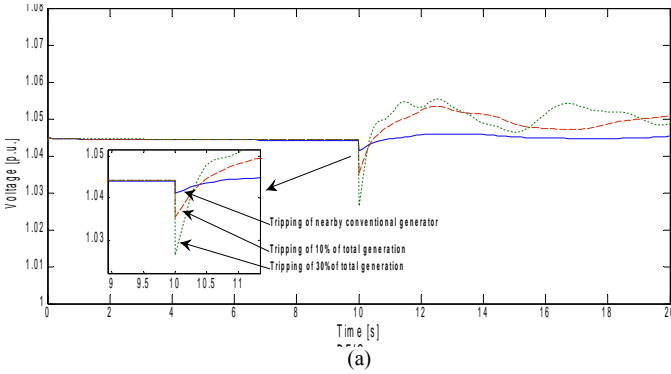 1.08
1.07
1.06
1.05
1.04
1.03
1.02
1.01
1
Voltage [p.u.]
1.05
1.04
1.03
9 9.5 10 10.5 11
Tripping of nearby conventional generator
Tripping of 10% of total generation
Tripping of 30%of total generation
0 2 4 6 8 10 12 14 16 18 20
Time [s]
(a)